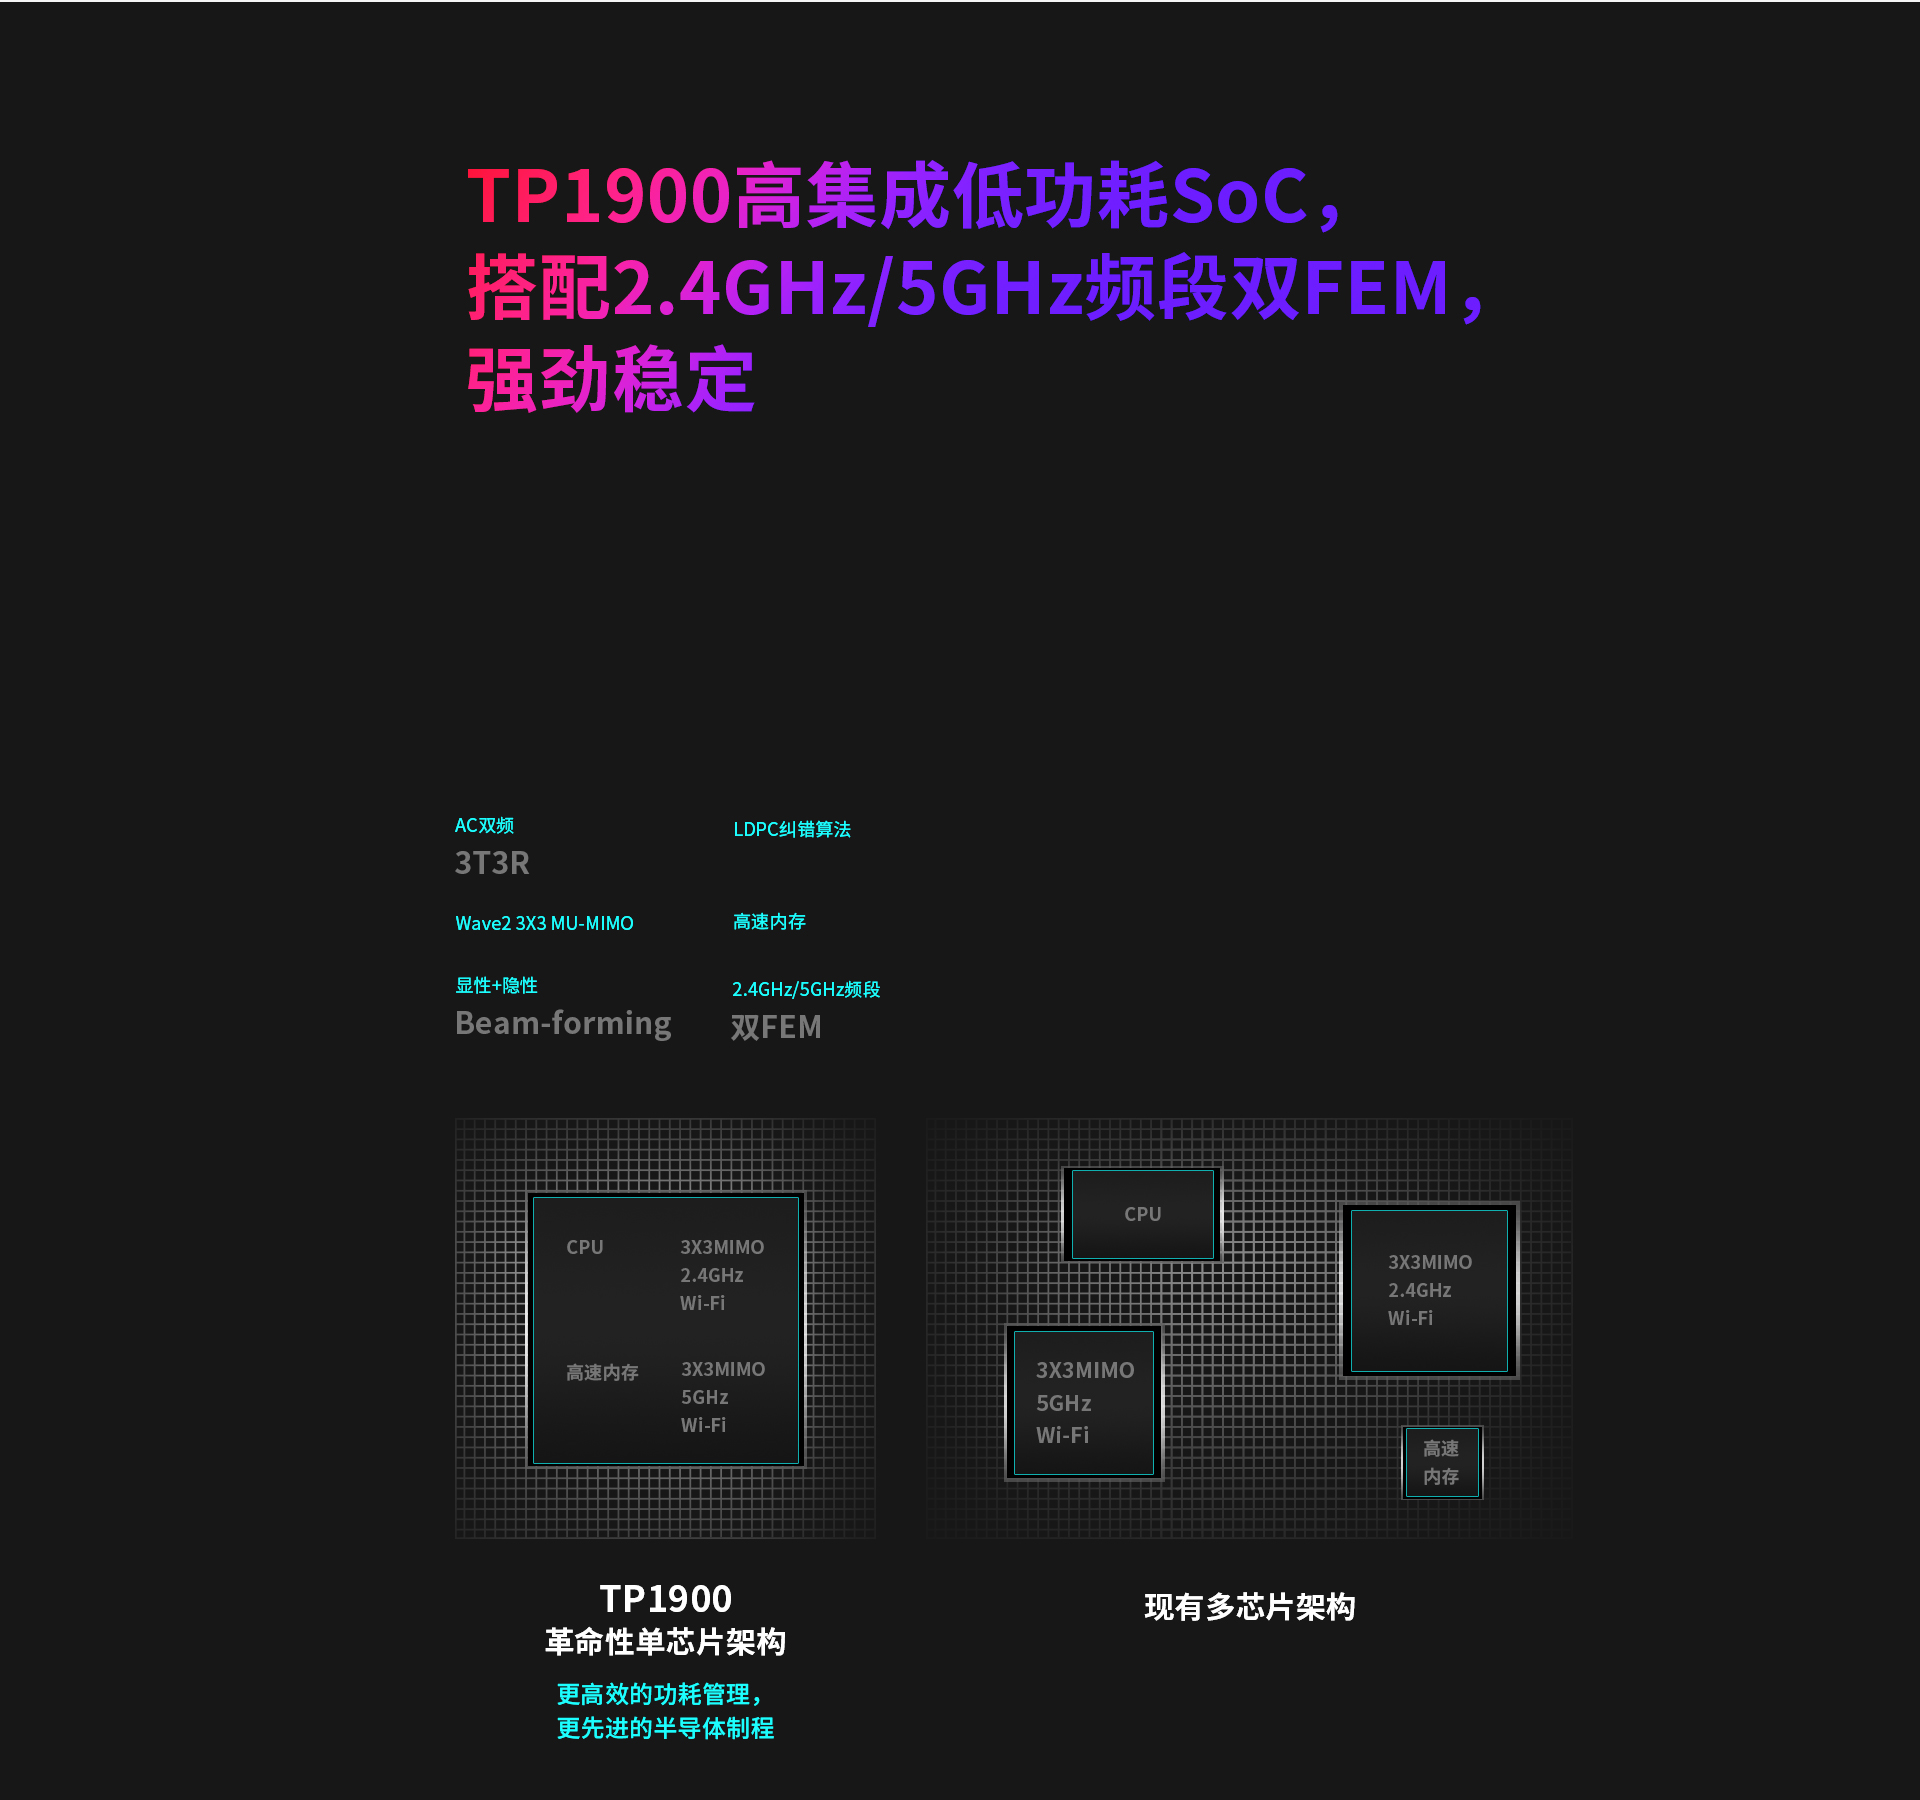 TP1900高集成低功耗SoC，
搭配2.4GHz/5GHz频段双FEM，
强劲稳定
AC双频
3T3R
LDPC纠错算法
Wave2 3X3 MU-MIMO
高速内存
显性+隐性
Beam-forming
2.4GHz/5GHz频段
双FEM
CPU
3X3MIMO
2.4GHz
Wi-Fi
高速内存
3X3MIMO
5GHz
Wi-Fi
TP1900
革命性单芯片架构
更高效的功耗管理，
更先进的半导体制程
CPU
3X3MIMO
2.4GHz
Wi-Fi
3X3MIMO
5GHz
Wi-Fi
高速
内存
现有多芯片架构